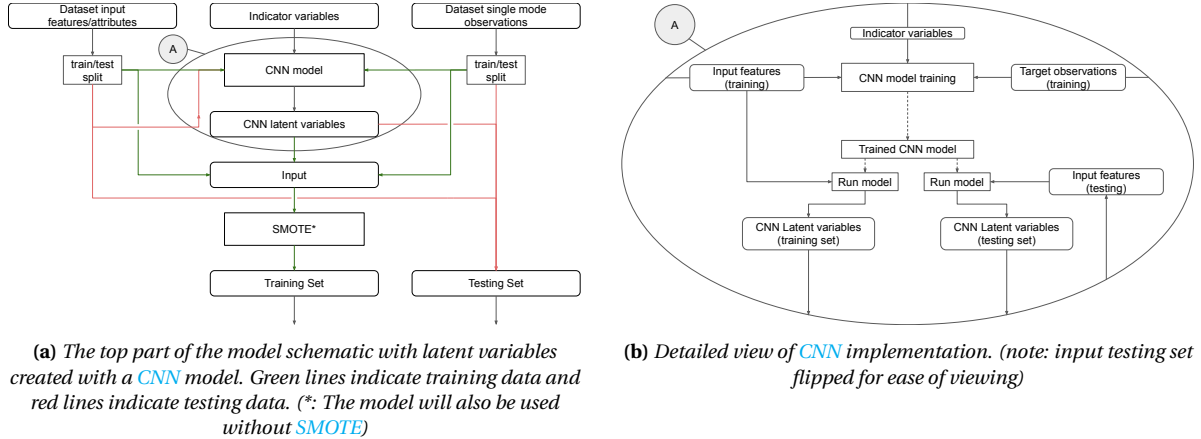 Dataset input
features/attributes
Indicator variables
Dataset single mode
observations
A
train/test
split
CNN model
train/test
split
CNN latent variables
Input
SMOTE*
Training Set
Testing Set
(a) The top part of the model schematic with latent variables
created with a CNN model. Green lines indicate training data and
red lines indicate testing data. (*: The model will also be used
without SMOTE)
A
Indicator variables
Input features
(training)
CNN model training
Target observations
(training)
Trained CNN model
Run model
Run model
Input features
(testing)
CNN Latent variables
(training set)
CNN Latent variables
(testing set)
(b) Detailed view of CNN implementation. (note: input testing set
flipped for ease of viewing)